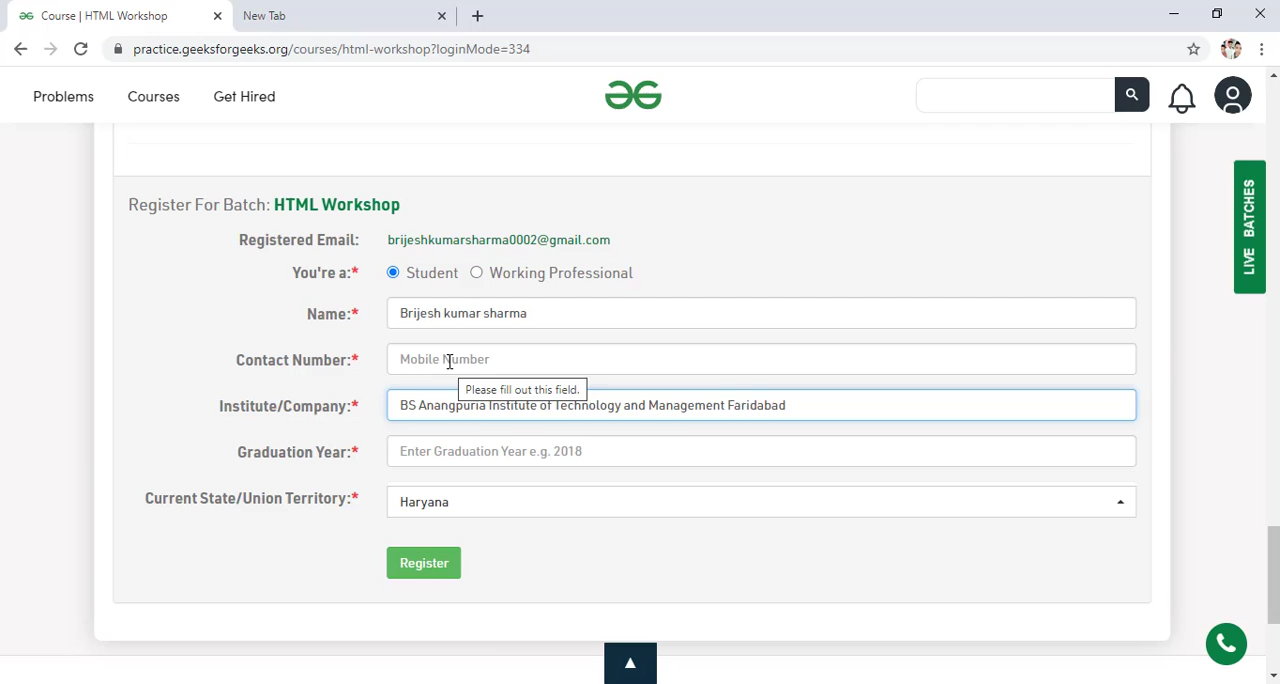 Course | HTML Workshop
New Tab
practice.geeksforgeeks.org/courses/html-workshop?loginMode=334
Problems Courses Get Hired
LIVE BATCHES
Register For Batch: HTML Workshop
Registered Email: brijeshkumarsharma0002@gmail.com
You're a:* Student Working Professional
Name:* Brijesh kumar sharma
Contact Number:* Mobile Number
Please fill out this field.
Institute/Company:* BS Anangpuria Institute of Technology and Management Faridabad
Graduation Year:* Enter Graduation Year e.g. 2018
Current State/Union Territory:* Haryana
Register